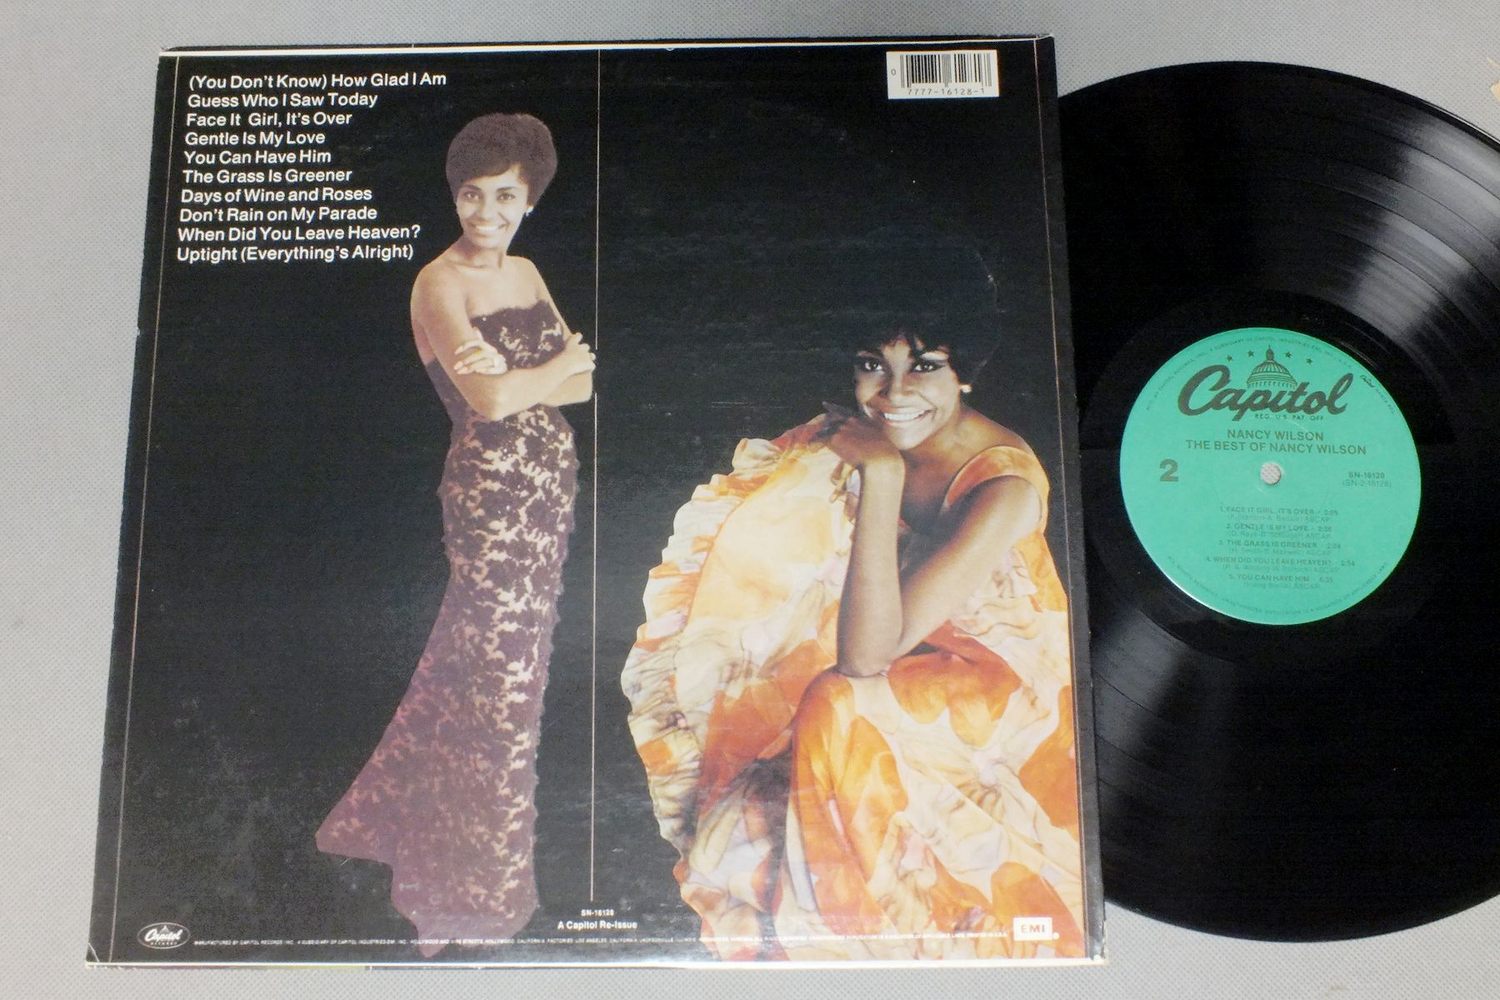 (You Don't Know) How Glad I Am
Guess Who I Saw Today
Face It Girl, It's Over
Gentle Is My Love
You Can Have Him
The Grass Is Greener
Days of Wine and Roses
Don't Rain on My Parade
When Did You Leave Heaven?
Uptight (Everything's Alright)
0
7777-16128-1
SN-16128
A Capitol Re-Issue
Capitol
EMI
Capitol
REG. U.S. PAT. OFF.
NANCY WILSON
THE BEST OF NANCY WILSON
2
SN-16128
(SN-2-16128)
1. FACE IT GIRL, IT'S OVER
2. GENTLE IS MY LOVE
3. THE GRASS IS GREENER
4. WHEN DID YOU LEAVE HEAVEN?
5. YOU CAN HAVE HIM